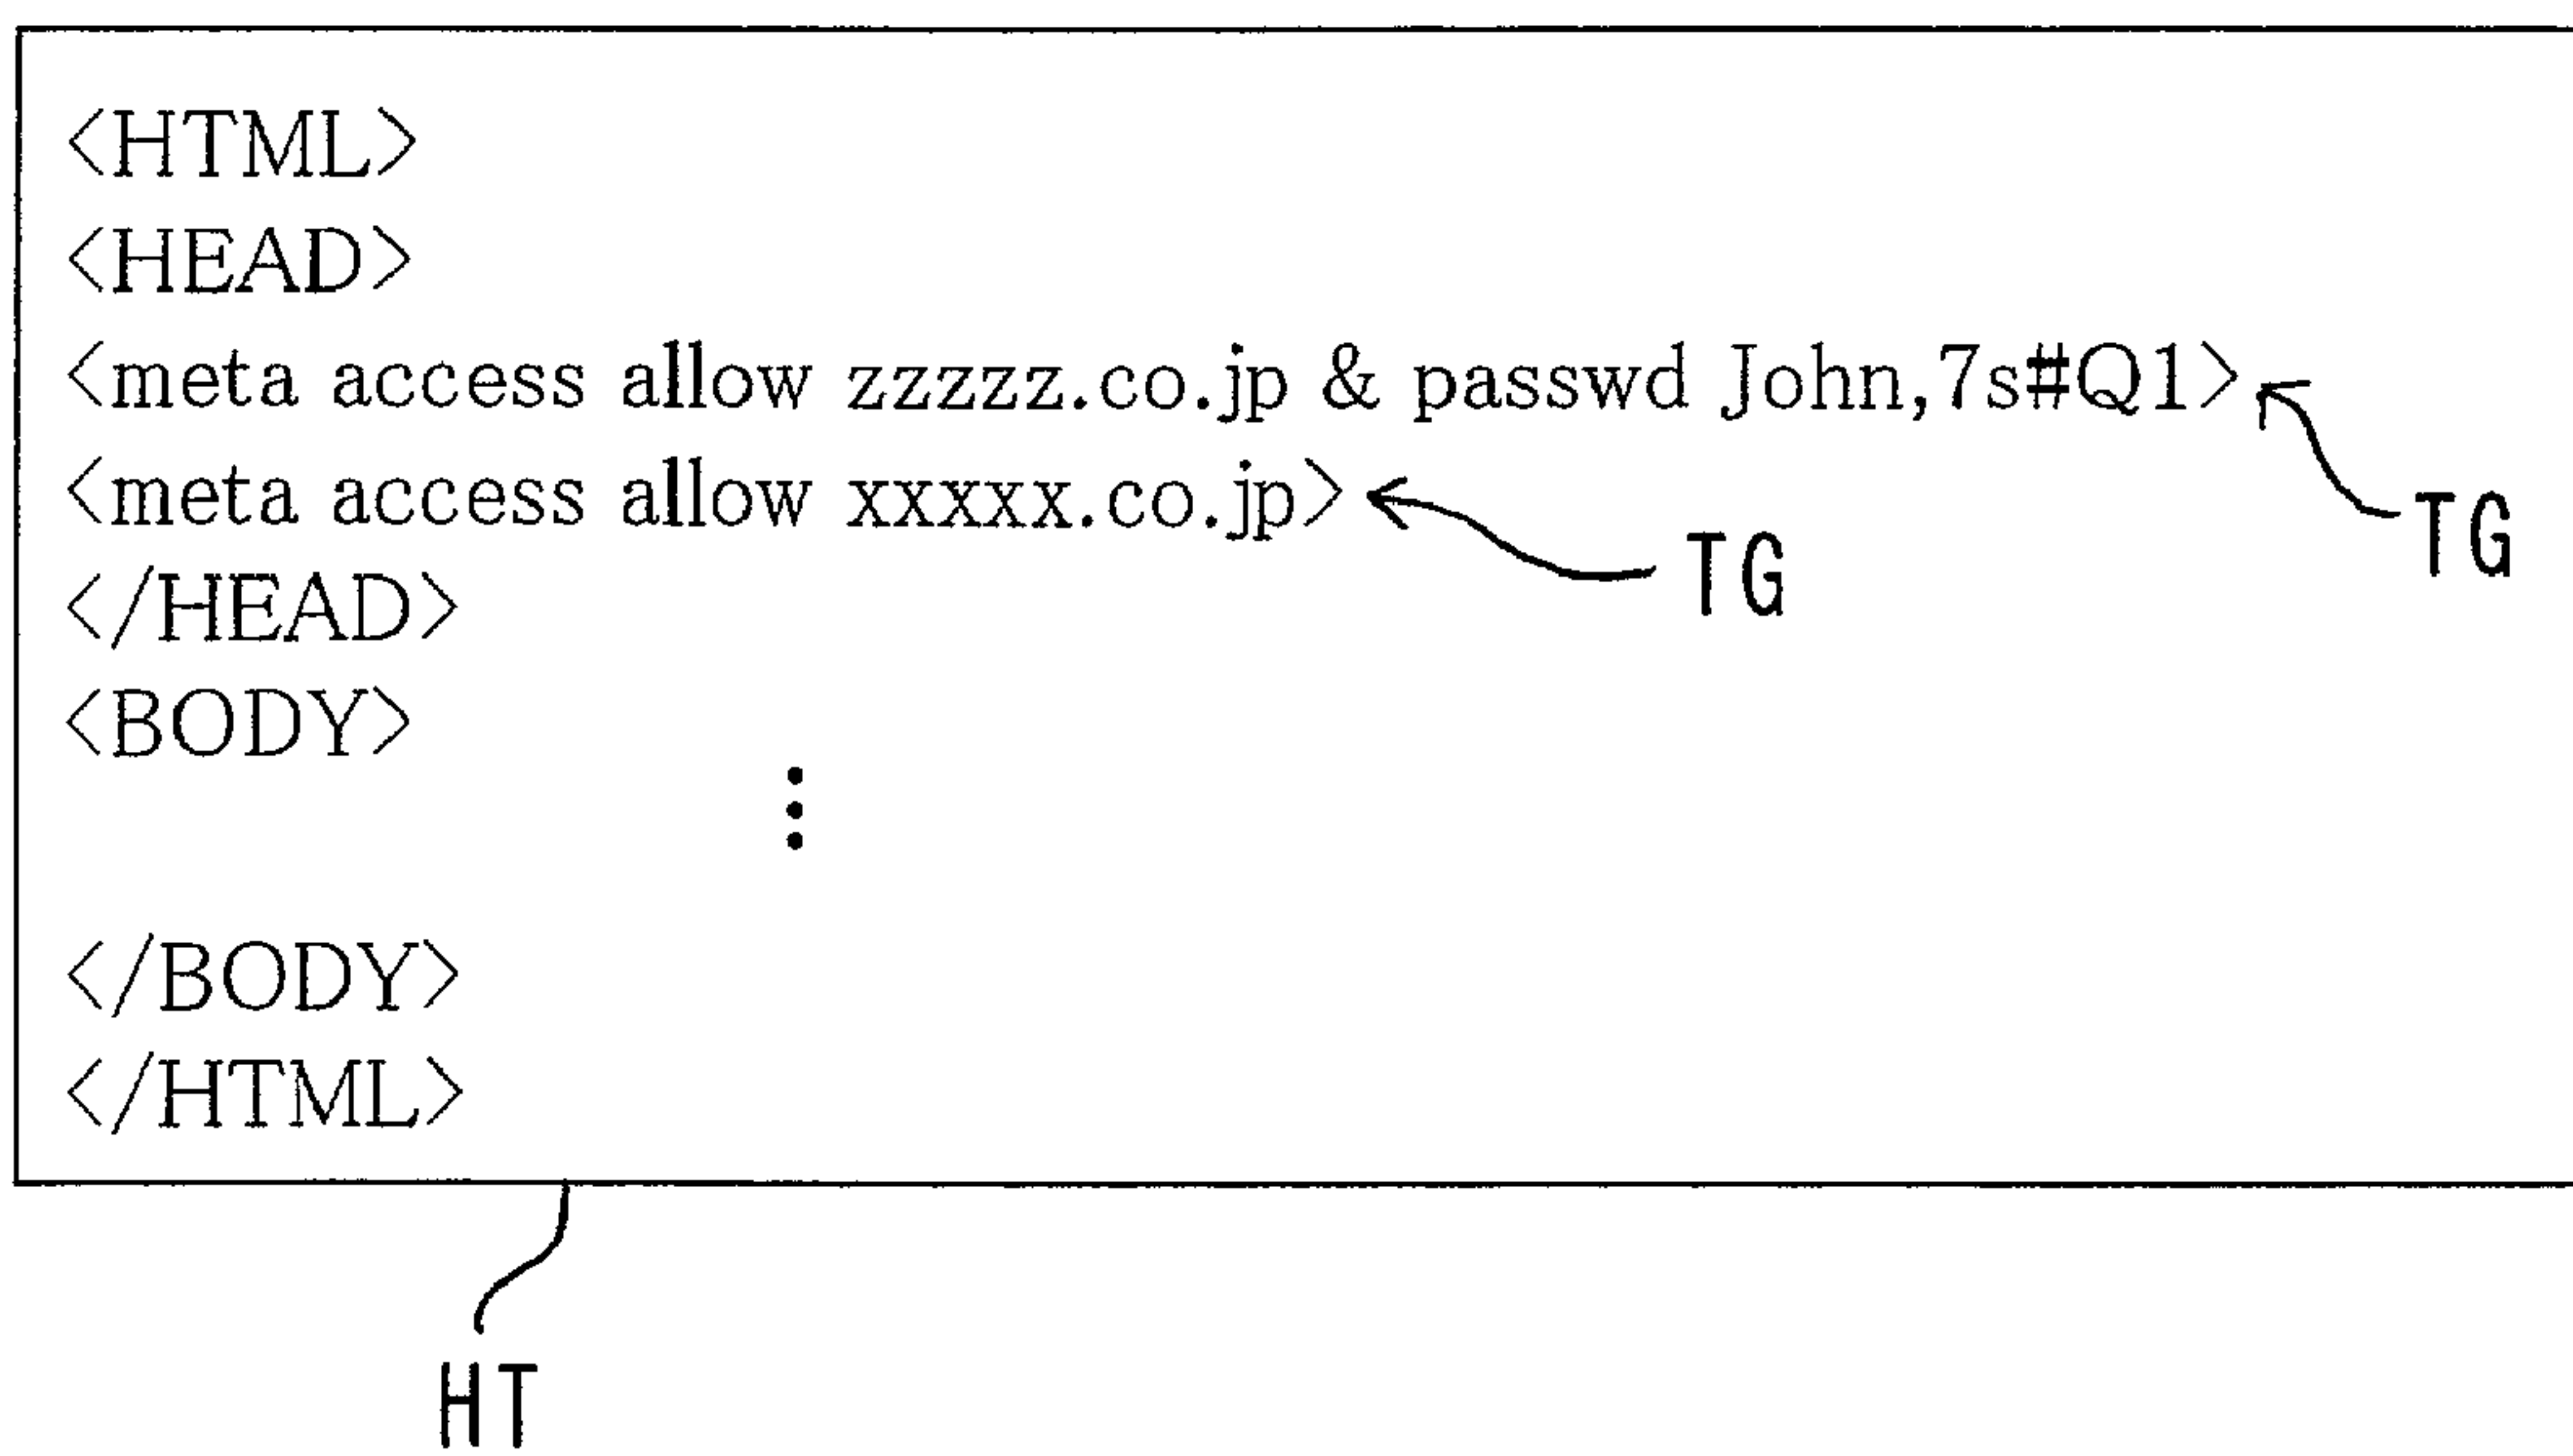 <HTML>
<HEAD>
<meta access allow zzzzz.co.jp & passwd John,7s#Q1>
<meta access allow xxxxx.co.jp>
TG
TG
</HEAD>
<BODY>
⋮
</BODY>
</HTML>
HT